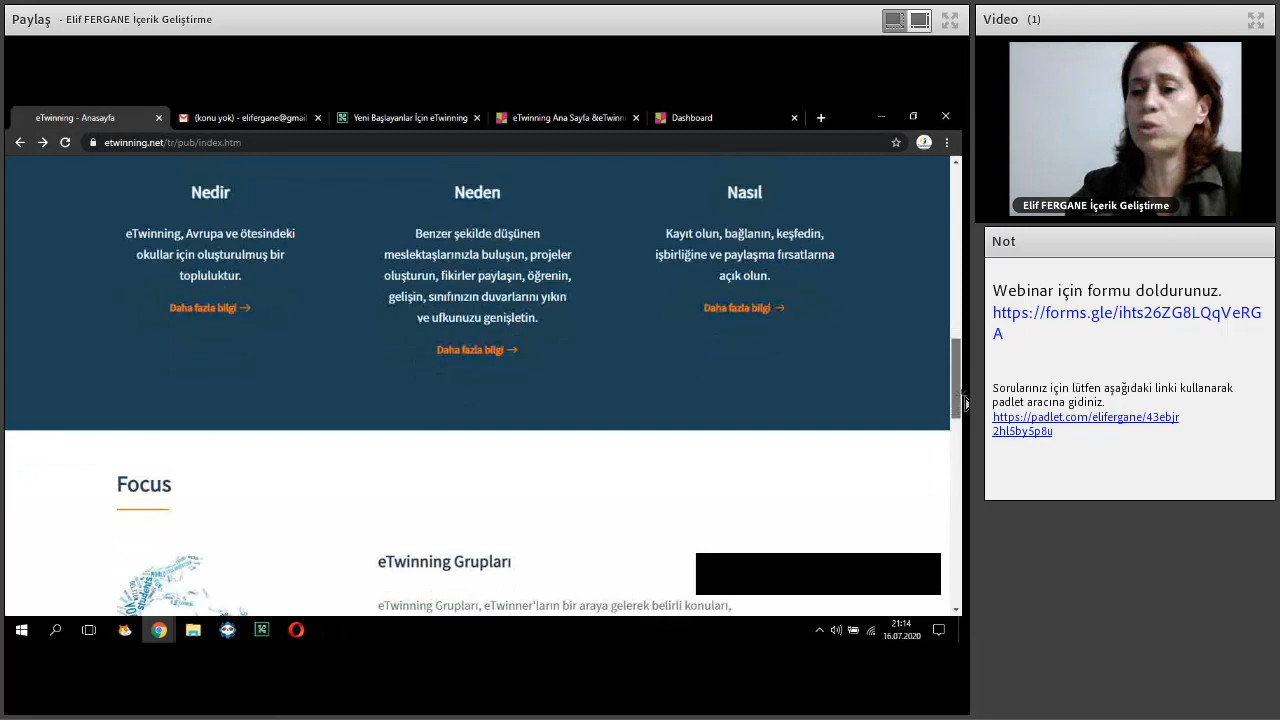 Paylaş - Elif FERGANE İçerik Geliştirme
eTwinning - Anasayfa
(konu yok) - elifergane@gmail
Yeni Başlayanlar İçin eTwinning
eTwinning Ana Sayfa &eTwinn
Dashboard
etwinning.net/tr/pub/index.htm
Nedir
eTwinning, Avrupa ve ötesindeki
okullar için oluşturulmuş bir
topluluktur.
Daha fazla bilgi →
Neden
Benzer şekilde düşünen
meslektaşlarınızla buluşun, projeler
oluşturun, fikirler paylaşın, öğrenin,
gelişin, sınıfınızın duvarlarını yıkın
ve ufkunuzu genişletin.
Daha fazla bilgi →
Nasıl
Kayıt olun, bağlanın, keşfedin,
işbirliğine ve paylaşma fırsatlarına
açık olun.
Daha fazla bilgi →
Focus
eTwinning Grupları
eTwinning Grupları, eTwinner'ların bir araya gelerek belirli konuları,
21:14
16.07.2020
Video (1)
Elif FERGANE İçerik Geliştirme
Not
Webinar için formu doldurunuz.
https://forms.gle/ihts26ZG8LQqVeRG
A
Sorularınız için lütfen aşağıdaki linki kullanarak
padlet aracına gidiniz.
https://padlet.com/elifergane/43ebjr
2hl5by5p8u